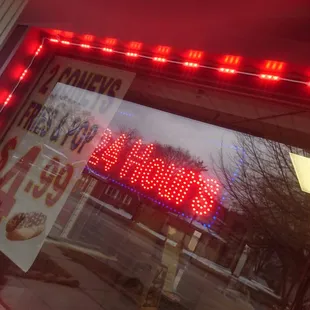 2 CONEYS
FRIES & POP
$4.99
24 HOURS